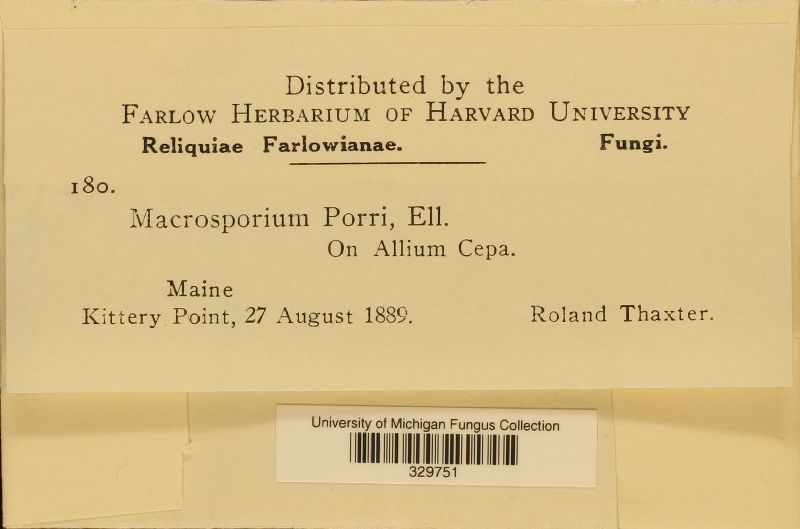 Distributed by the
FARLOW HERBARIUM OF HARVARD UNIVERSITY
Reliquiae Farlowianae. Fungi.
180.
Macrosporium Porri, Ell.
On Allium Cepa.
Maine
Kittery Point, 27 August 1889. Roland Thaxter.
University of Michigan Fungus Collection
329751